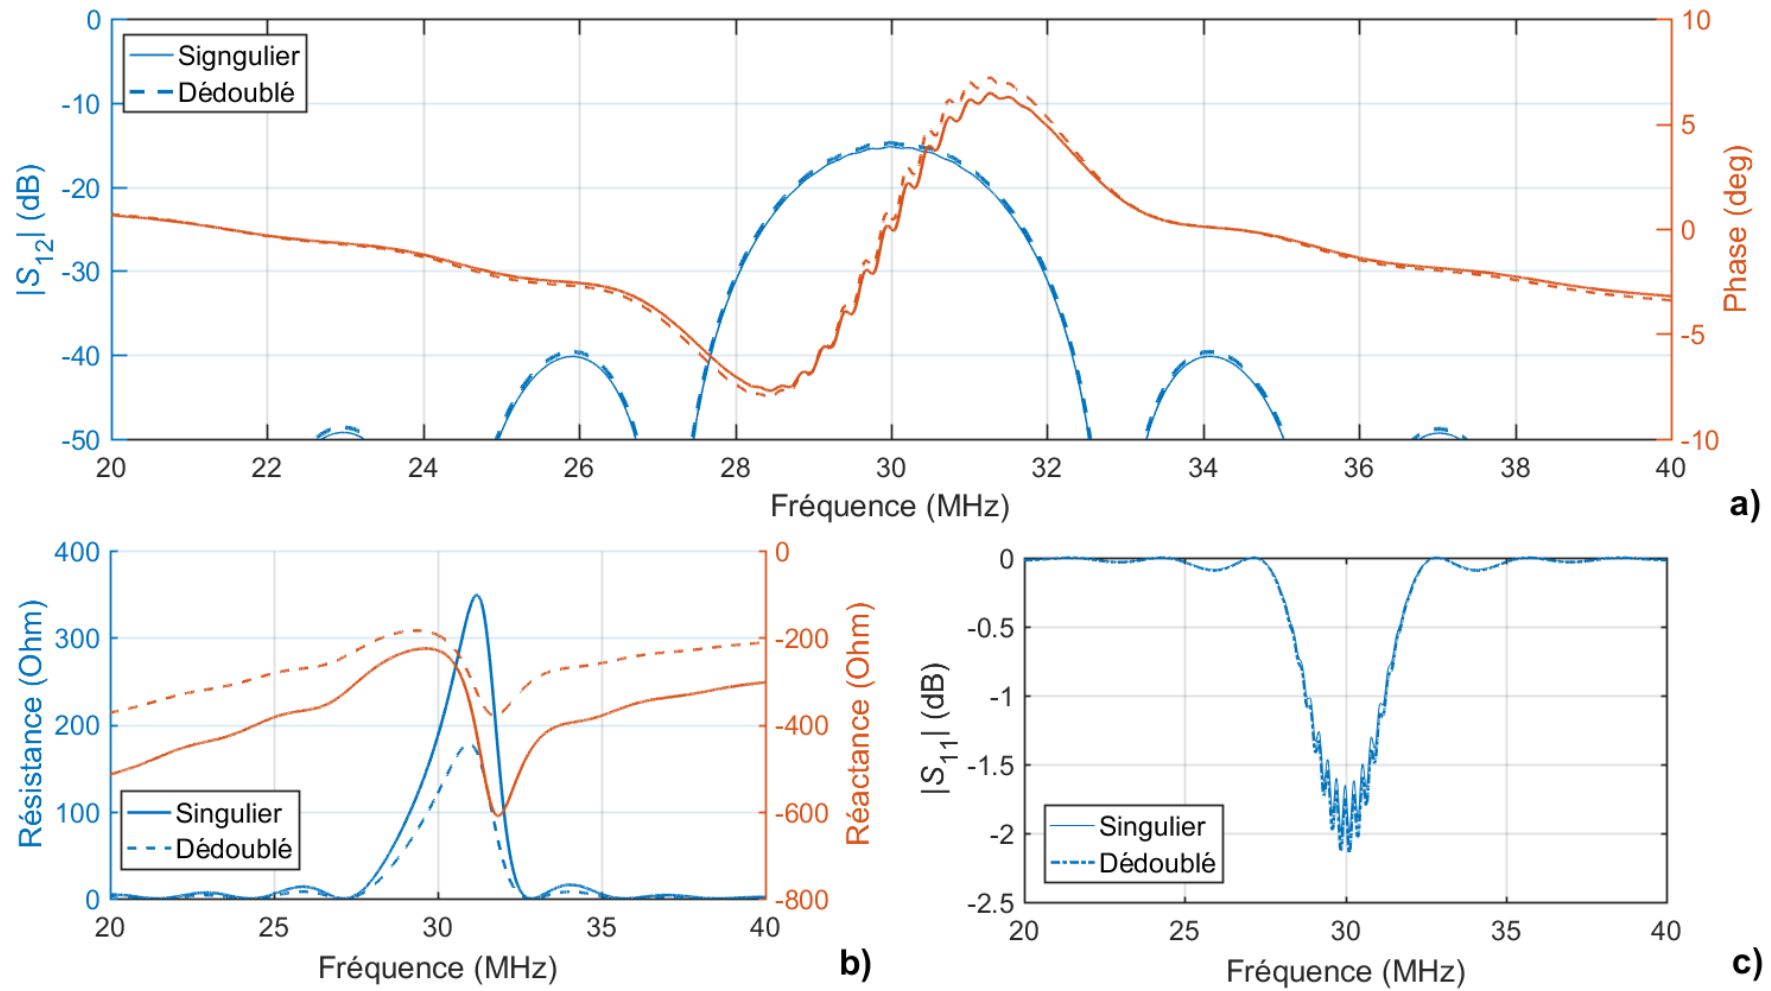 0
-10
-20
-30
-40
-50
|S12| (dB)
Signgulier
Dédoublé
10
5
0
-5
-10
Phase (deg)
20 22 24 26 28 30 32 34 36 38 40
Fréquence (MHz)
a)
400
300
200
100
0
Résistance (Ohm)
0
-200
-400
-600
-800
Réactance (Ohm)
Singulier
Dédoublé
20 25 30 35 40
Fréquence (MHz)
b)
0
-0.5
-1
-1.5
-2
-2.5
|S11| (dB)
Singulier
Dédoublé
20 25 30 35 40
Fréquence (MHz)
c)